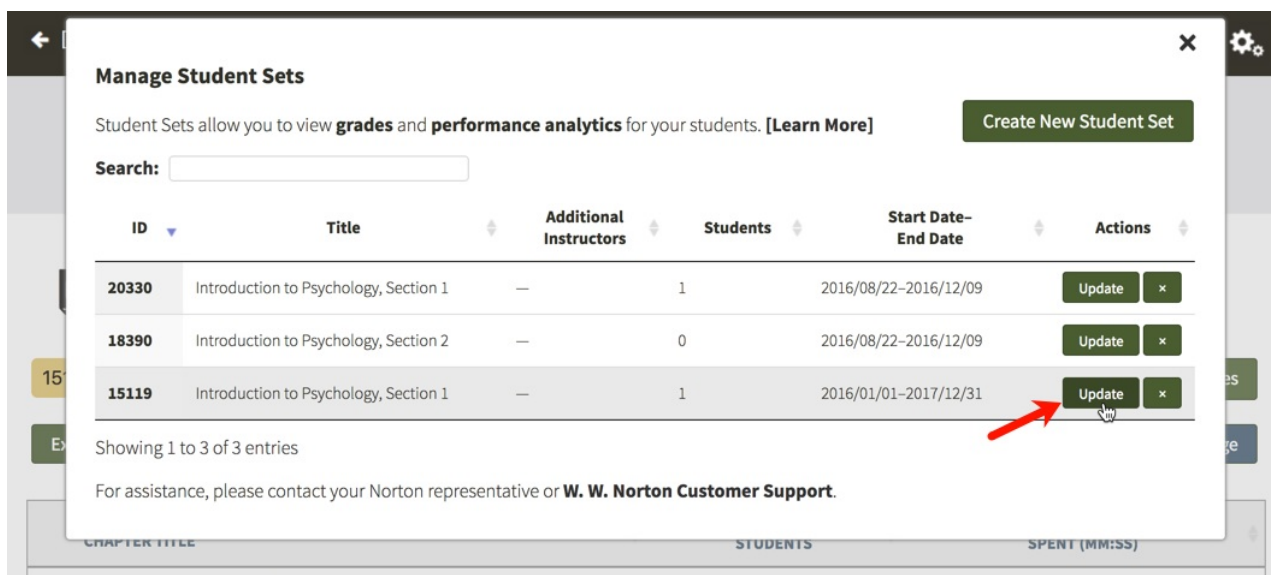 Manage Student Sets
×
Student Sets allow you to view grades and performance analytics for your students. [Learn More]
Create New Student Set
Search:
ID Title Additional Instructors Students Start Date– End Date Actions
20330 Introduction to Psychology, Section 1 — 1 2016/08/22–2016/12/09 Update ×
18390 Introduction to Psychology, Section 2 — 0 2016/08/22–2016/12/09 Update ×
15119 Introduction to Psychology, Section 1 — 1 2016/01/01–2017/12/31 Update ×
Showing 1 to 3 of 3 entries
For assistance, please contact your Norton representative or W. W. Norton Customer Support.
CHAPTER TITLE STUDENTS SPENT (MM:SS)